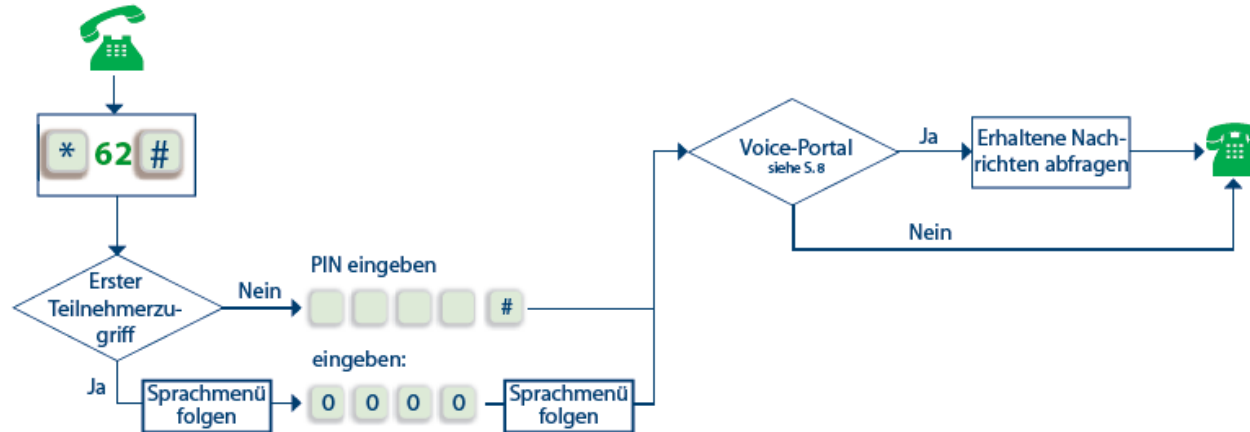 * 62 #
Erster
Teilnehmerzu-
griff
Nein
PIN eingeben
#
Ja
Sprachmenü
folgen
eingeben:
0 0 0 0
Sprachmenü
folgen
Voice-Portal
siehe S. 8
Ja
Erhaltene Nach-
richten abfragen
Nein